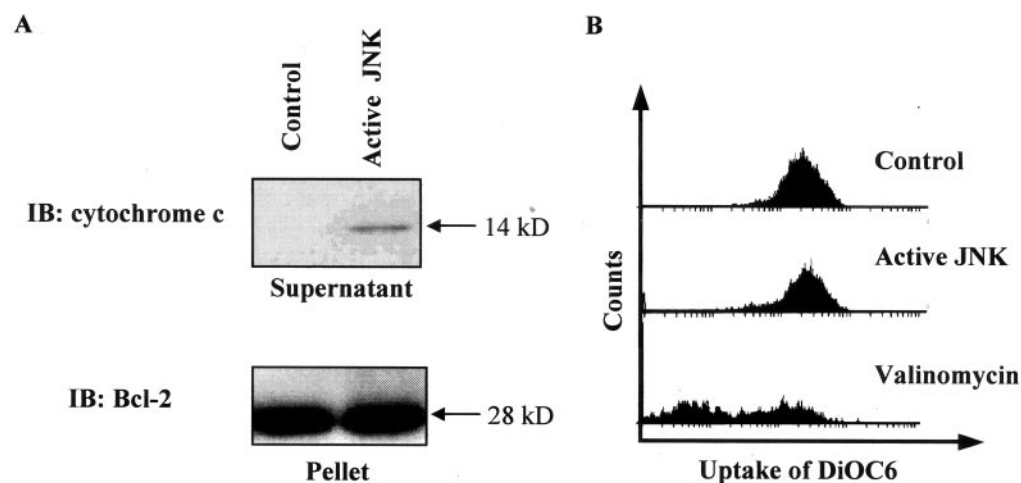 A
Control
Active JNK
IB: cytochrome c
14 kD
Supernatant
IB: Bcl-2
28 kD
Pellet
B
Counts
Control
Active JNK
Valinomycin
Uptake of DiOC6